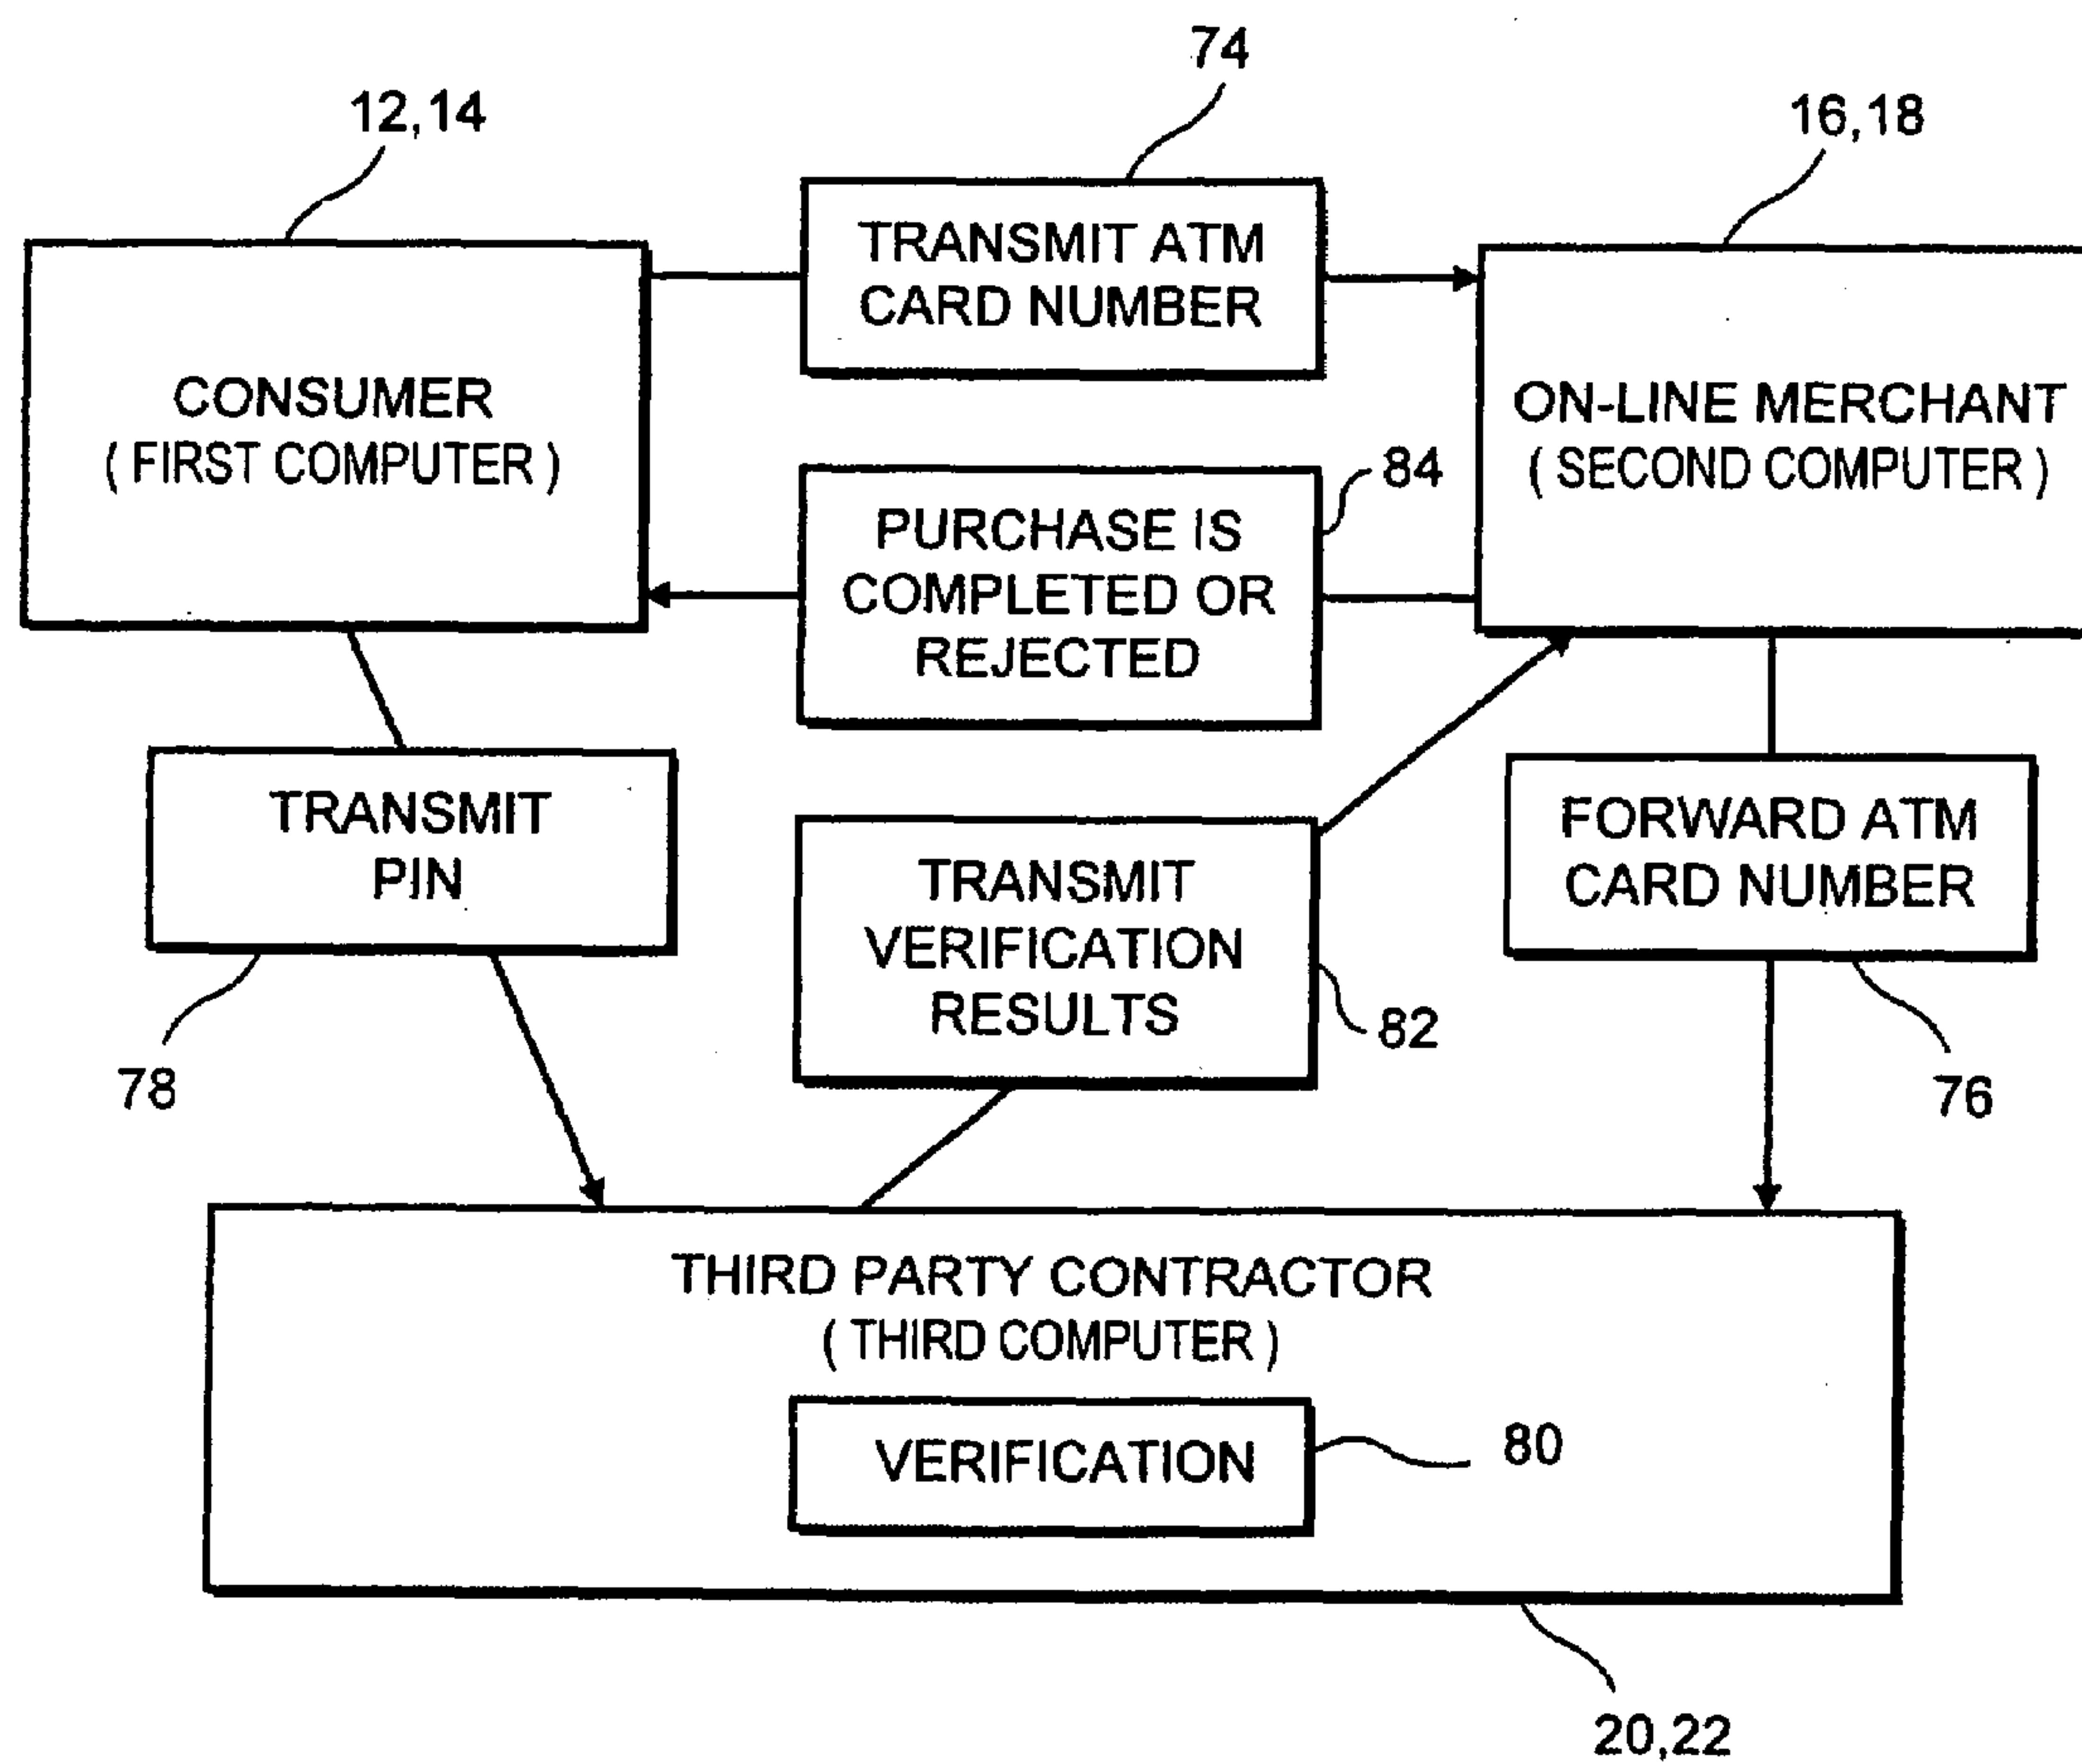 74
12,14
16,18
TRANSMIT ATM
CARD NUMBER
CONSUMER
( FIRST COMPUTER )
ON-LINE MERCHANT
( SECOND COMPUTER )
84
PURCHASE IS
COMPLETED OR
REJECTED
TRANSMIT
PIN
78
TRANSMIT
VERIFICATION
RESULTS
82
FORWARD ATM
CARD NUMBER
76
THIRD PARTY CONTRACTOR
( THIRD COMPUTER )
VERIFICATION
80
20,22